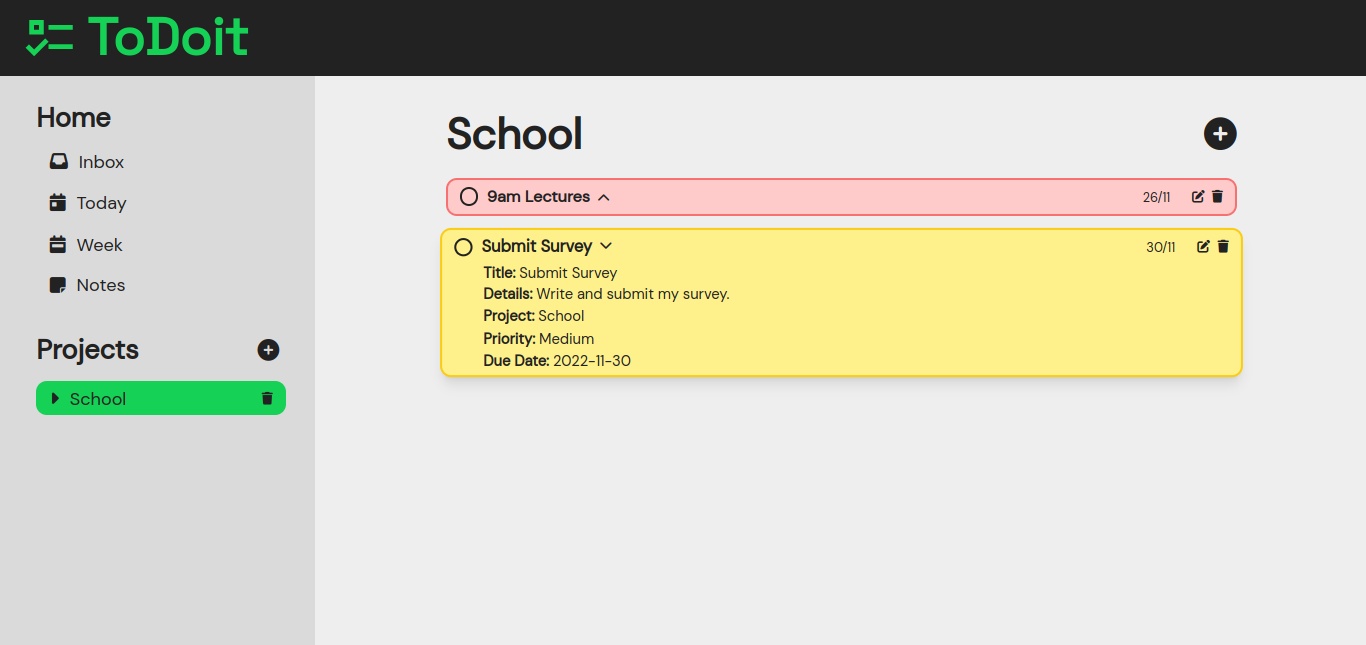 ToDoit
Home
Inbox
Today
Week
Notes
Projects
School
School
9am Lectures 26/11
Submit Survey 30/11
Title: Submit Survey
Details: Write and submit my survey.
Project: School
Priority: Medium
Due Date: 2022-11-30